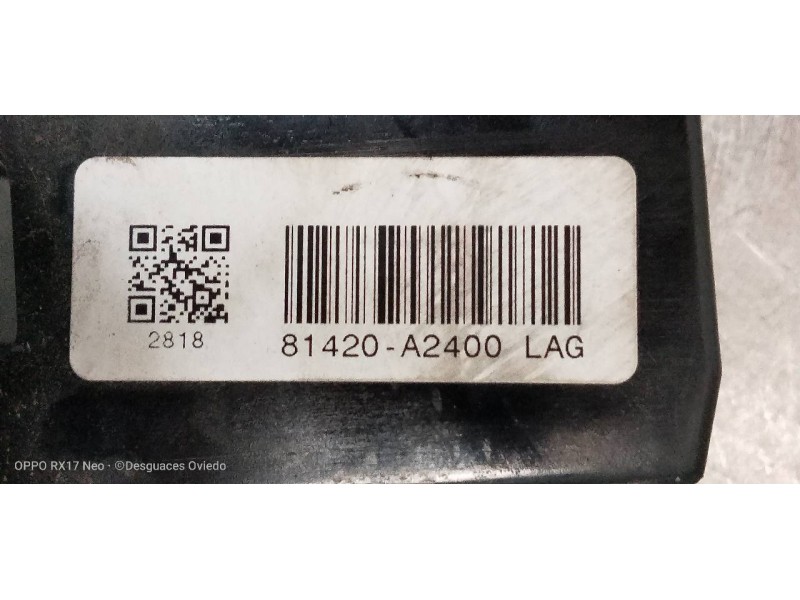 2818
81420-A2400 LAG
OPPO RX17 Neo · ©Desguaces Oviedo